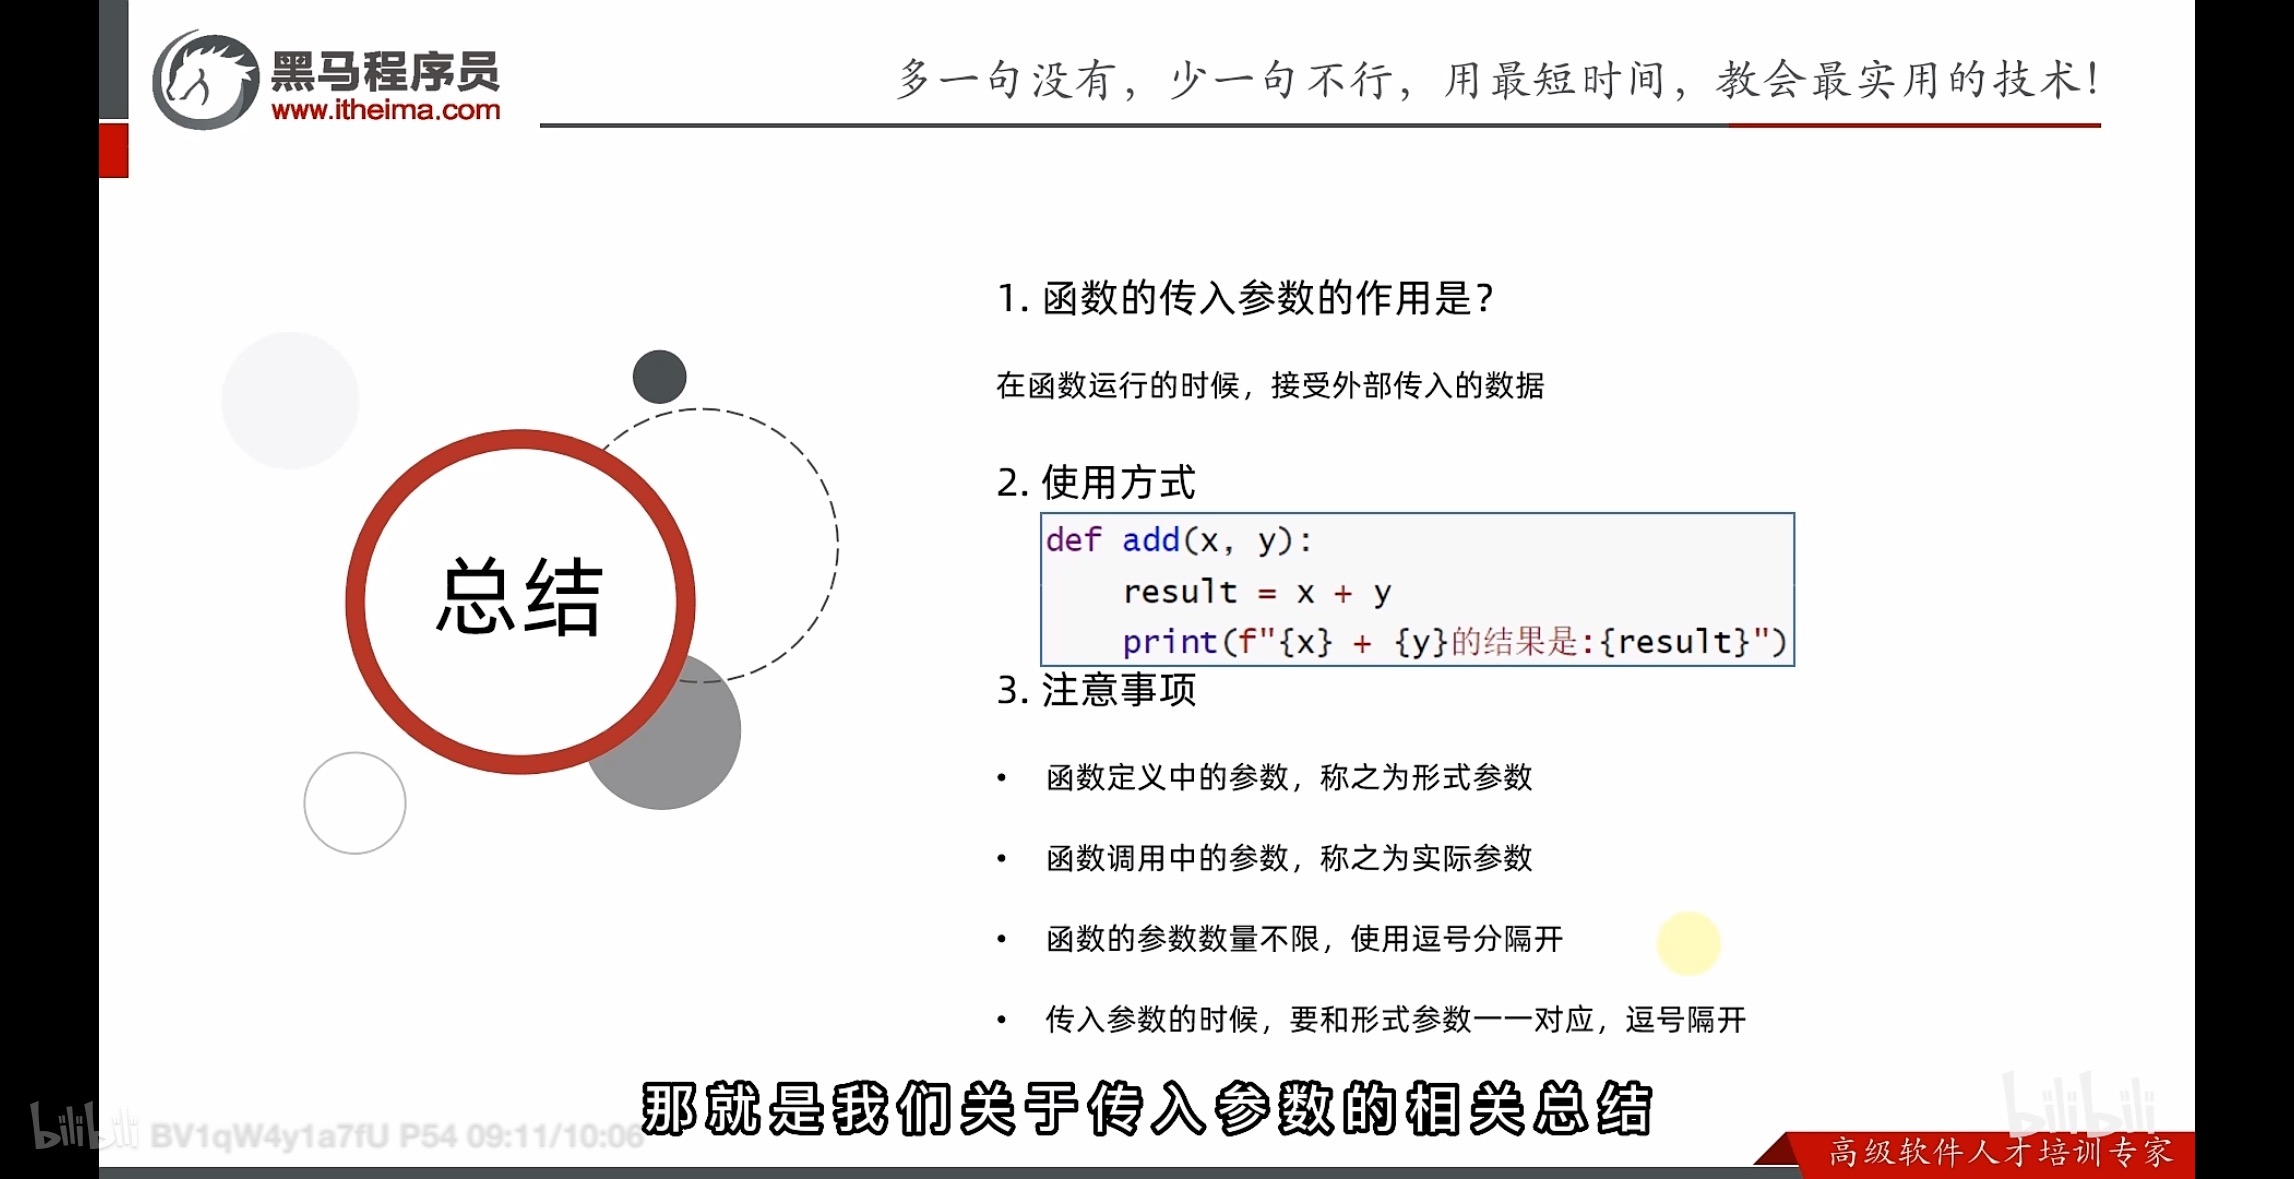 黑马程序员
www.itheima.com
多一句没有，少一句不行，用最短时间，教会最实用的技术！
总结
1. 函数的传入参数的作用是？
在函数运行的时候，接受外部传入的数据
2. 使用方式
def add(x, y):
    result = x + y
    print(f"{x} + {y}的结果是:{result}")
3. 注意事项
• 函数定义中的参数，称之为形式参数
• 函数调用中的参数，称之为实际参数
• 函数的参数数量不限，使用逗号分隔开
• 传入参数的时候，要和形式参数一一对应，逗号隔开
那就是我们关于传入参数的相关总结
bilibili BV1qW4y1a7fU P54 09:11/10:06
bilibili
高级软件人才培训专家